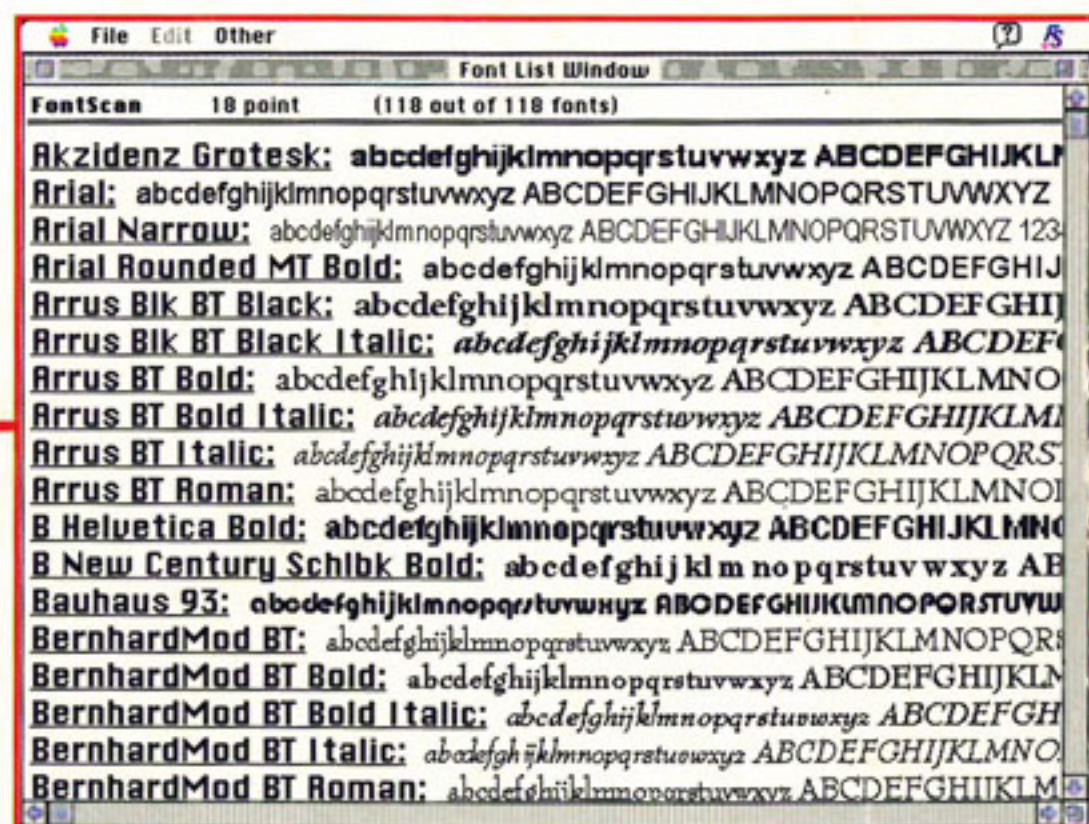 File Edit Other
Font List Window
FontScan 18 point (118 out of 118 fonts)
Akzidenz Grotesk: abcdefghijklmnopqrstuvwxyz ABCDEFGHIJKL
Arial: abcdefghijklmnopqrstuvwxyz ABCDEFGHIJKLMNOPQRSTUVWXYZ
Arial Narrow: abcdefghijklmnopqrstuvwxyz ABCDEFGHIJKLMNOPQRSTUVWXYZ 123
Arial Rounded MT Bold: abcdefghijklmnopqrstuvwxyz ABCDEFGHIJ
Arrus Blk BT Black: abcdefghijklmnopqrstuvwxyz ABCDEFGHIJ
Arrus Blk BT Black Italic: abcdefghijklmnopqrstuvwxyz ABCDEF
Arrus BT Bold: abcdefghijklmnopqrstuvwxyz ABCDEFGHIJKLMNO
Arrus BT Bold Italic: abcdefghijklmnopqrstuvwxyz ABCDEFGHIJKLM
Arrus BT Italic: abcdefghijklmnopqrstuvwxyz ABCDEFGHIJKLMNOPQRS
Arrus BT Roman: abcdefghijklmnopqrstuvwxyz ABCDEFGHIJKLMNO
B Helvetica Bold: abcdefghijklmnopqrstuvwxyz ABCDEFGHIJKLMNO
B New Century Schlbk Bold: abcdefghijklmnopqrstuvwxyz AB
Bauhaus 93: abcdefghijklmnopqrstuvwxyz ABCDEFGHIJKLMNOPQRSTUVW
BernhardMod BT: abcdefghijklmnopqrstuvwxyz ABCDEFGHIJKLMNOPQR
BernhardMod BT Bold: abcdefghijklmnopqrstuvwxyz ABCDEFGHIJKL
BernhardMod BT Bold Italic: abcdefghijklmnopqrstuvwxyz ABCDEFGH
BernhardMod BT Italic: abcdefghijklmnopqrstuvwxyz ABCDEFGHIJKLMNO
BernhardMod BT Roman: abcdefghijklmnopqrstuvwxyz ABCDEFGHIJKLM